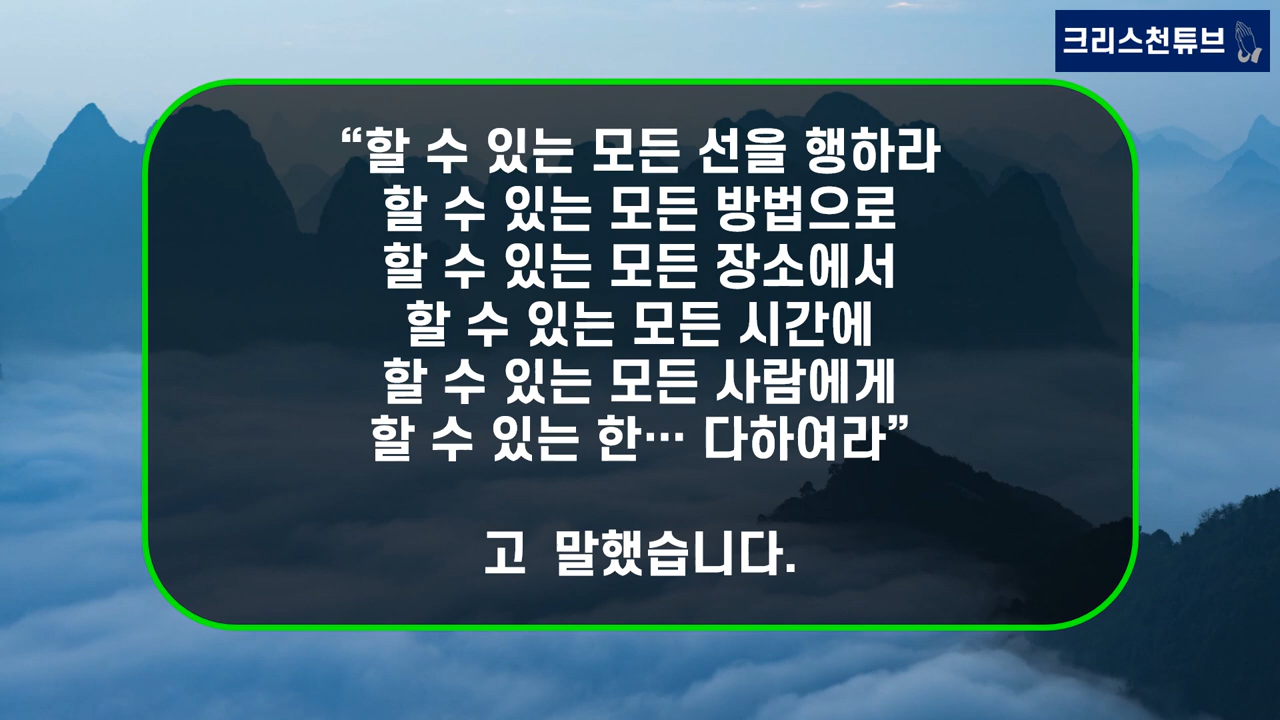 크리스천튜브
“할 수 있는 모든 선을 행하라
할 수 있는 모든 방법으로
할 수 있는 모든 장소에서
할 수 있는 모든 시간에
할 수 있는 모든 사람에게
할 수 있는 한… 다하여라”
고 말했습니다.